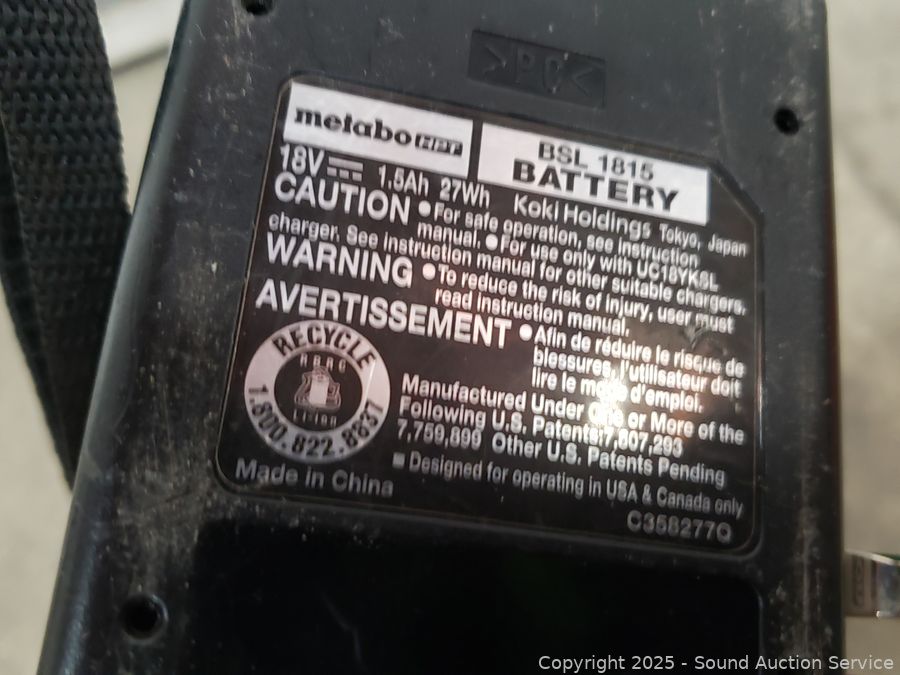 >PC<
metabo HPT
BSL 1815
BATTERY
18V 1.5Ah 27Wh
Koki Holdings Tokyo, Japan
CAUTION •For safe operation, see instruction
manual. •For use only with UC18YKSL
charger. See instruction manual for other suitable chargers.
WARNING •To reduce the risk of injury, user must
read instruction manual.
AVERTISSEMENT •Afin de réduire le risque de
blessures, l'utilisateur doit
lire le d'emploi.
RECYCLE
RBRC
Li-ion
1.800.822.8837
Manufactured Under One or More of the
Following U.S. Patents:7,807,293
7,759,899 Other U.S. Patents Pending
■ Designed for operating in USA & Canada only
Made in China
C358277Q
Copyright 2025 - Sound Auction Service